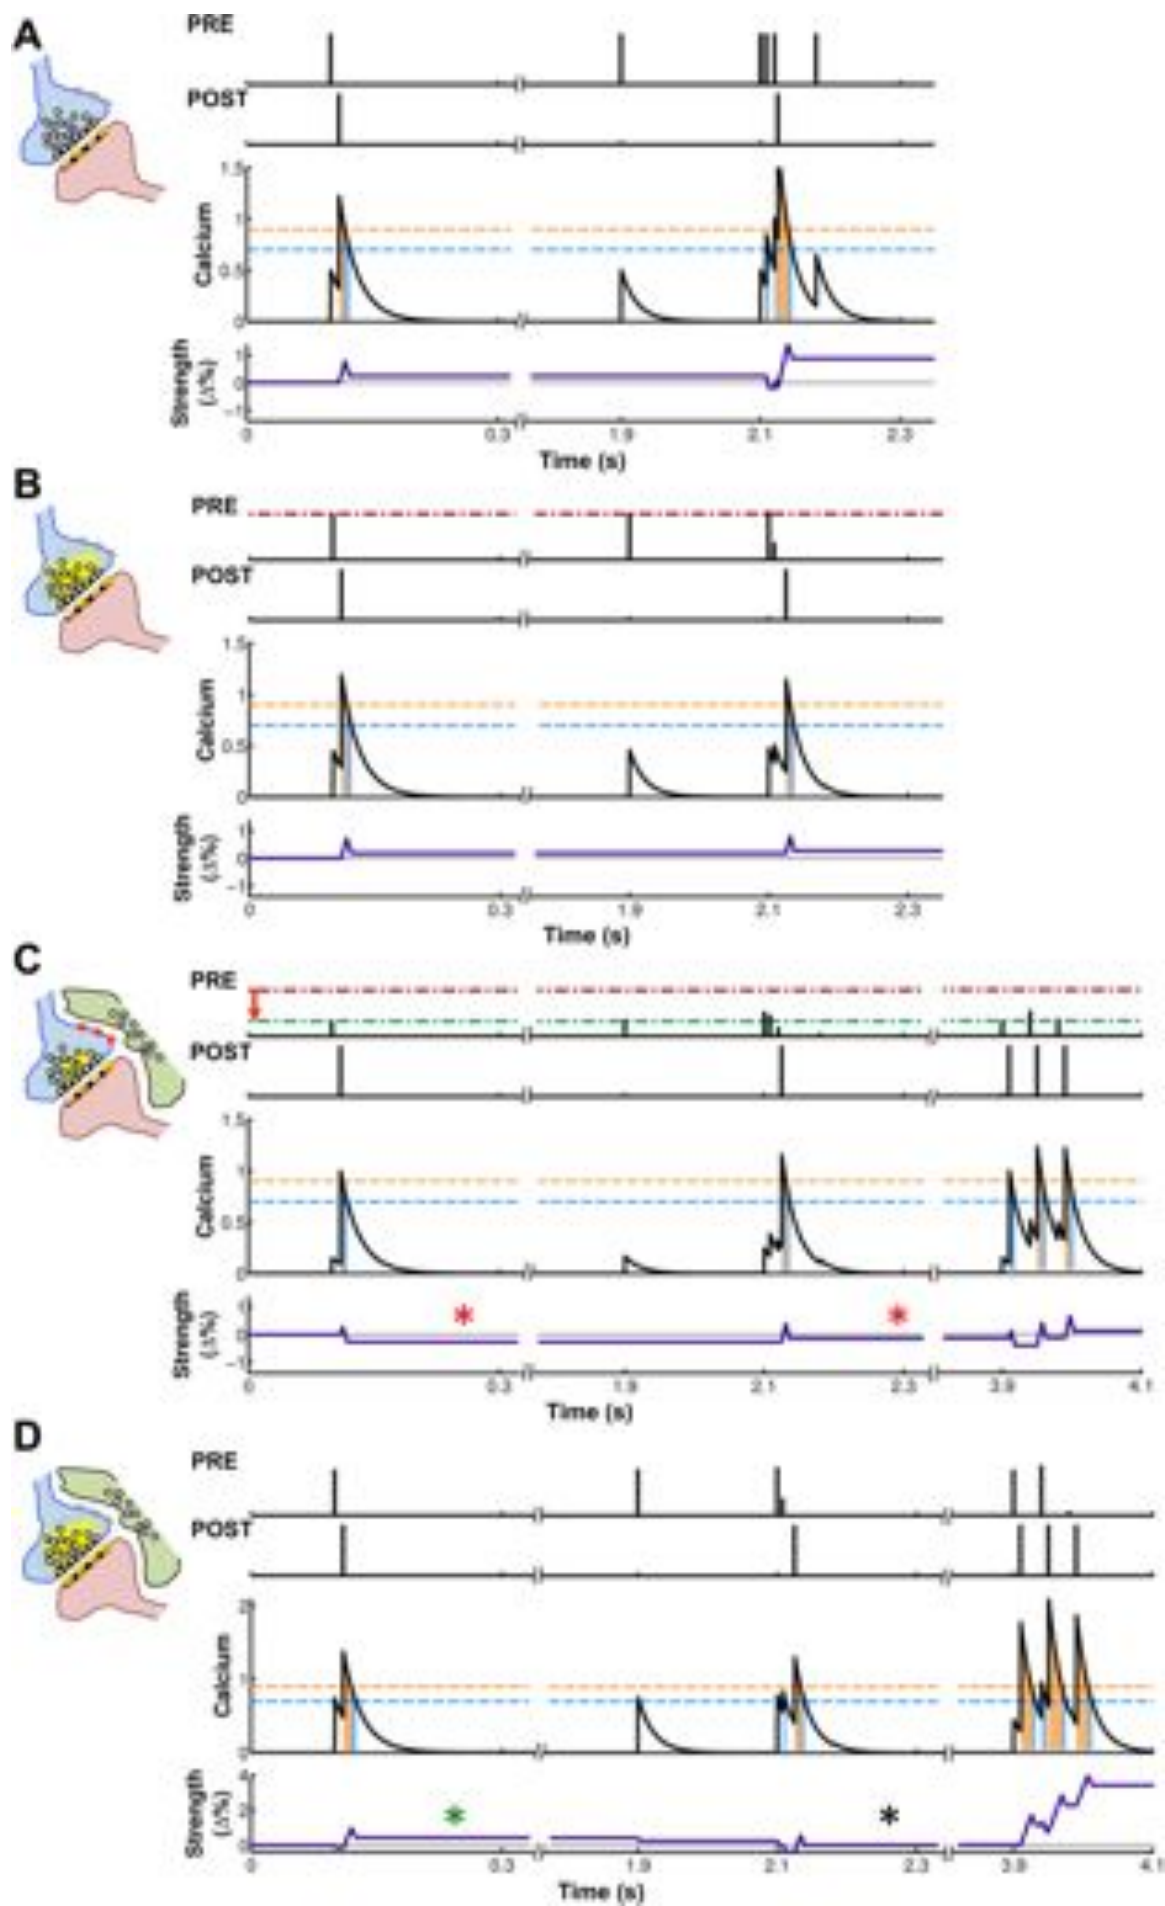 A
PRE
POST
1.5
1
0.5
0
Calcium
1
0
-1
Strength
(Δ%)
0 0.3 1.9 2.1 2.3
Time (s)
B
PRE
POST
1.5
1
0.5
0
Calcium
1
0
-1
Strength
(Δ%)
0 0.3 1.9 2.1 2.3
Time (s)
C
PRE
POST
1.5
1
0.5
0
Calcium
*
*
0
-1
Strength
(Δ%)
0 0.3 1.9 2.1 2.3 3.9 4.1
Time (s)
D
PRE
POST
2
1
0
Calcium
4
2
0
*
*
Strength
(Δ%)
0 0.3 1.9 2.1 2.3 3.9 4.1
Time (s)